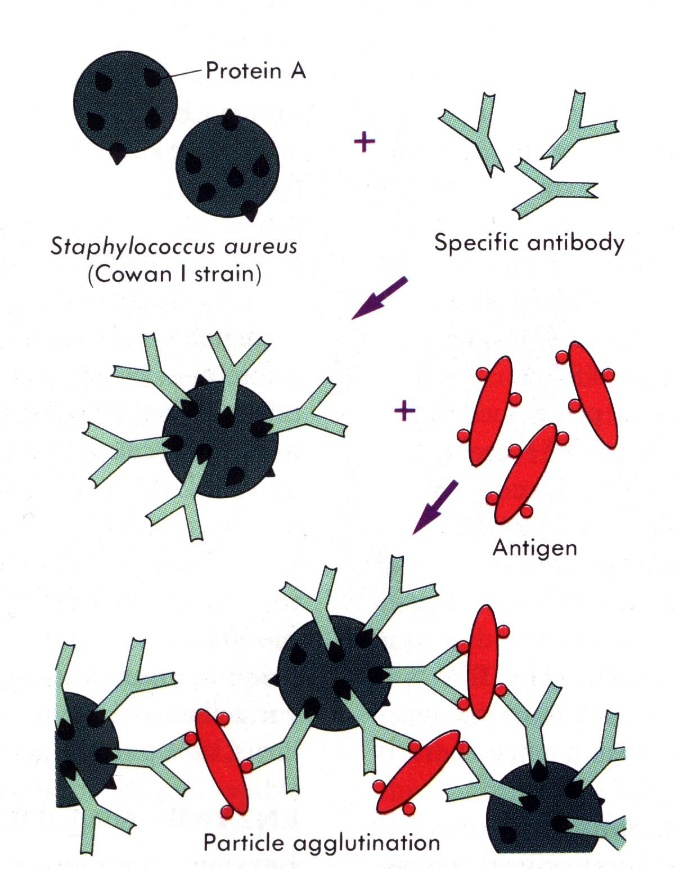 Protein A
+
Staphylococcus aureus
(Cowan I strain)
Specific antibody
+
Antigen
Particle agglutination